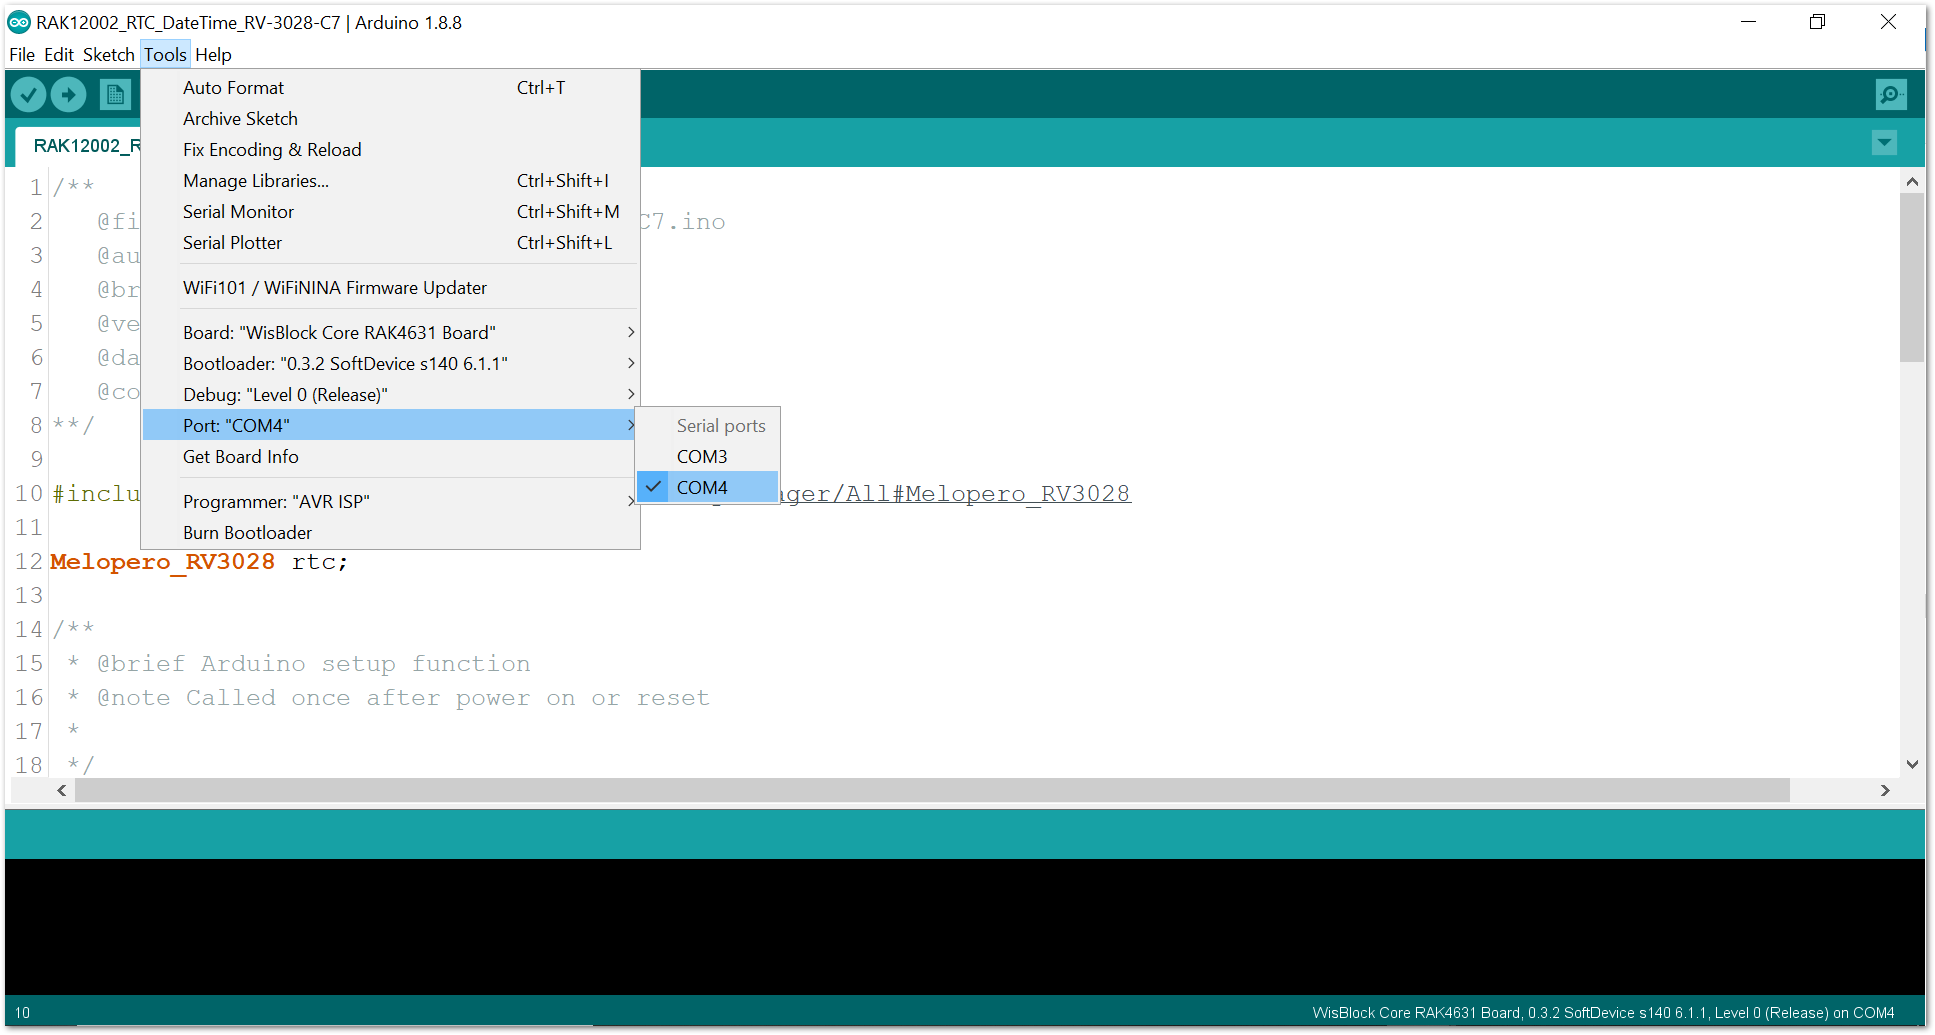 RAK12002_RTC_DateTime_RV-3028-C7 | Arduino 1.8.8
File Edit Sketch Tools Help
Auto Format Ctrl+T
Archive Sketch
Fix Encoding & Reload
Manage Libraries... Ctrl+Shift+I
Serial Monitor Ctrl+Shift+M
Serial Plotter Ctrl+Shift+L
WiFi101 / WiFiNINA Firmware Updater
Board: "WisBlock Core RAK4631 Board"
Bootloader: "0.3.2 SoftDevice s140 6.1.1"
Debug: "Level 0 (Release)"
Port: "COM4"
Get Board Info
Programmer: "AVR ISP"
Burn Bootloader
Serial ports
COM3
COM4
RAK12002_R
1 /**
2 @fi C7.ino
3 @au
4 @br
5 @ve
6 @da
7 @co
8 **/
9
10 #inclu ager/All#Melopero_RV3028
11
12 Melopero_RV3028 rtc;
13
14 /**
15 * @brief Arduino setup function
16 * @note Called once after power on or reset
17 *
18 */
10 WisBlock Core RAK4631 Board, 0.3.2 SoftDevice s140 6.1.1, Level 0 (Release) on COM4